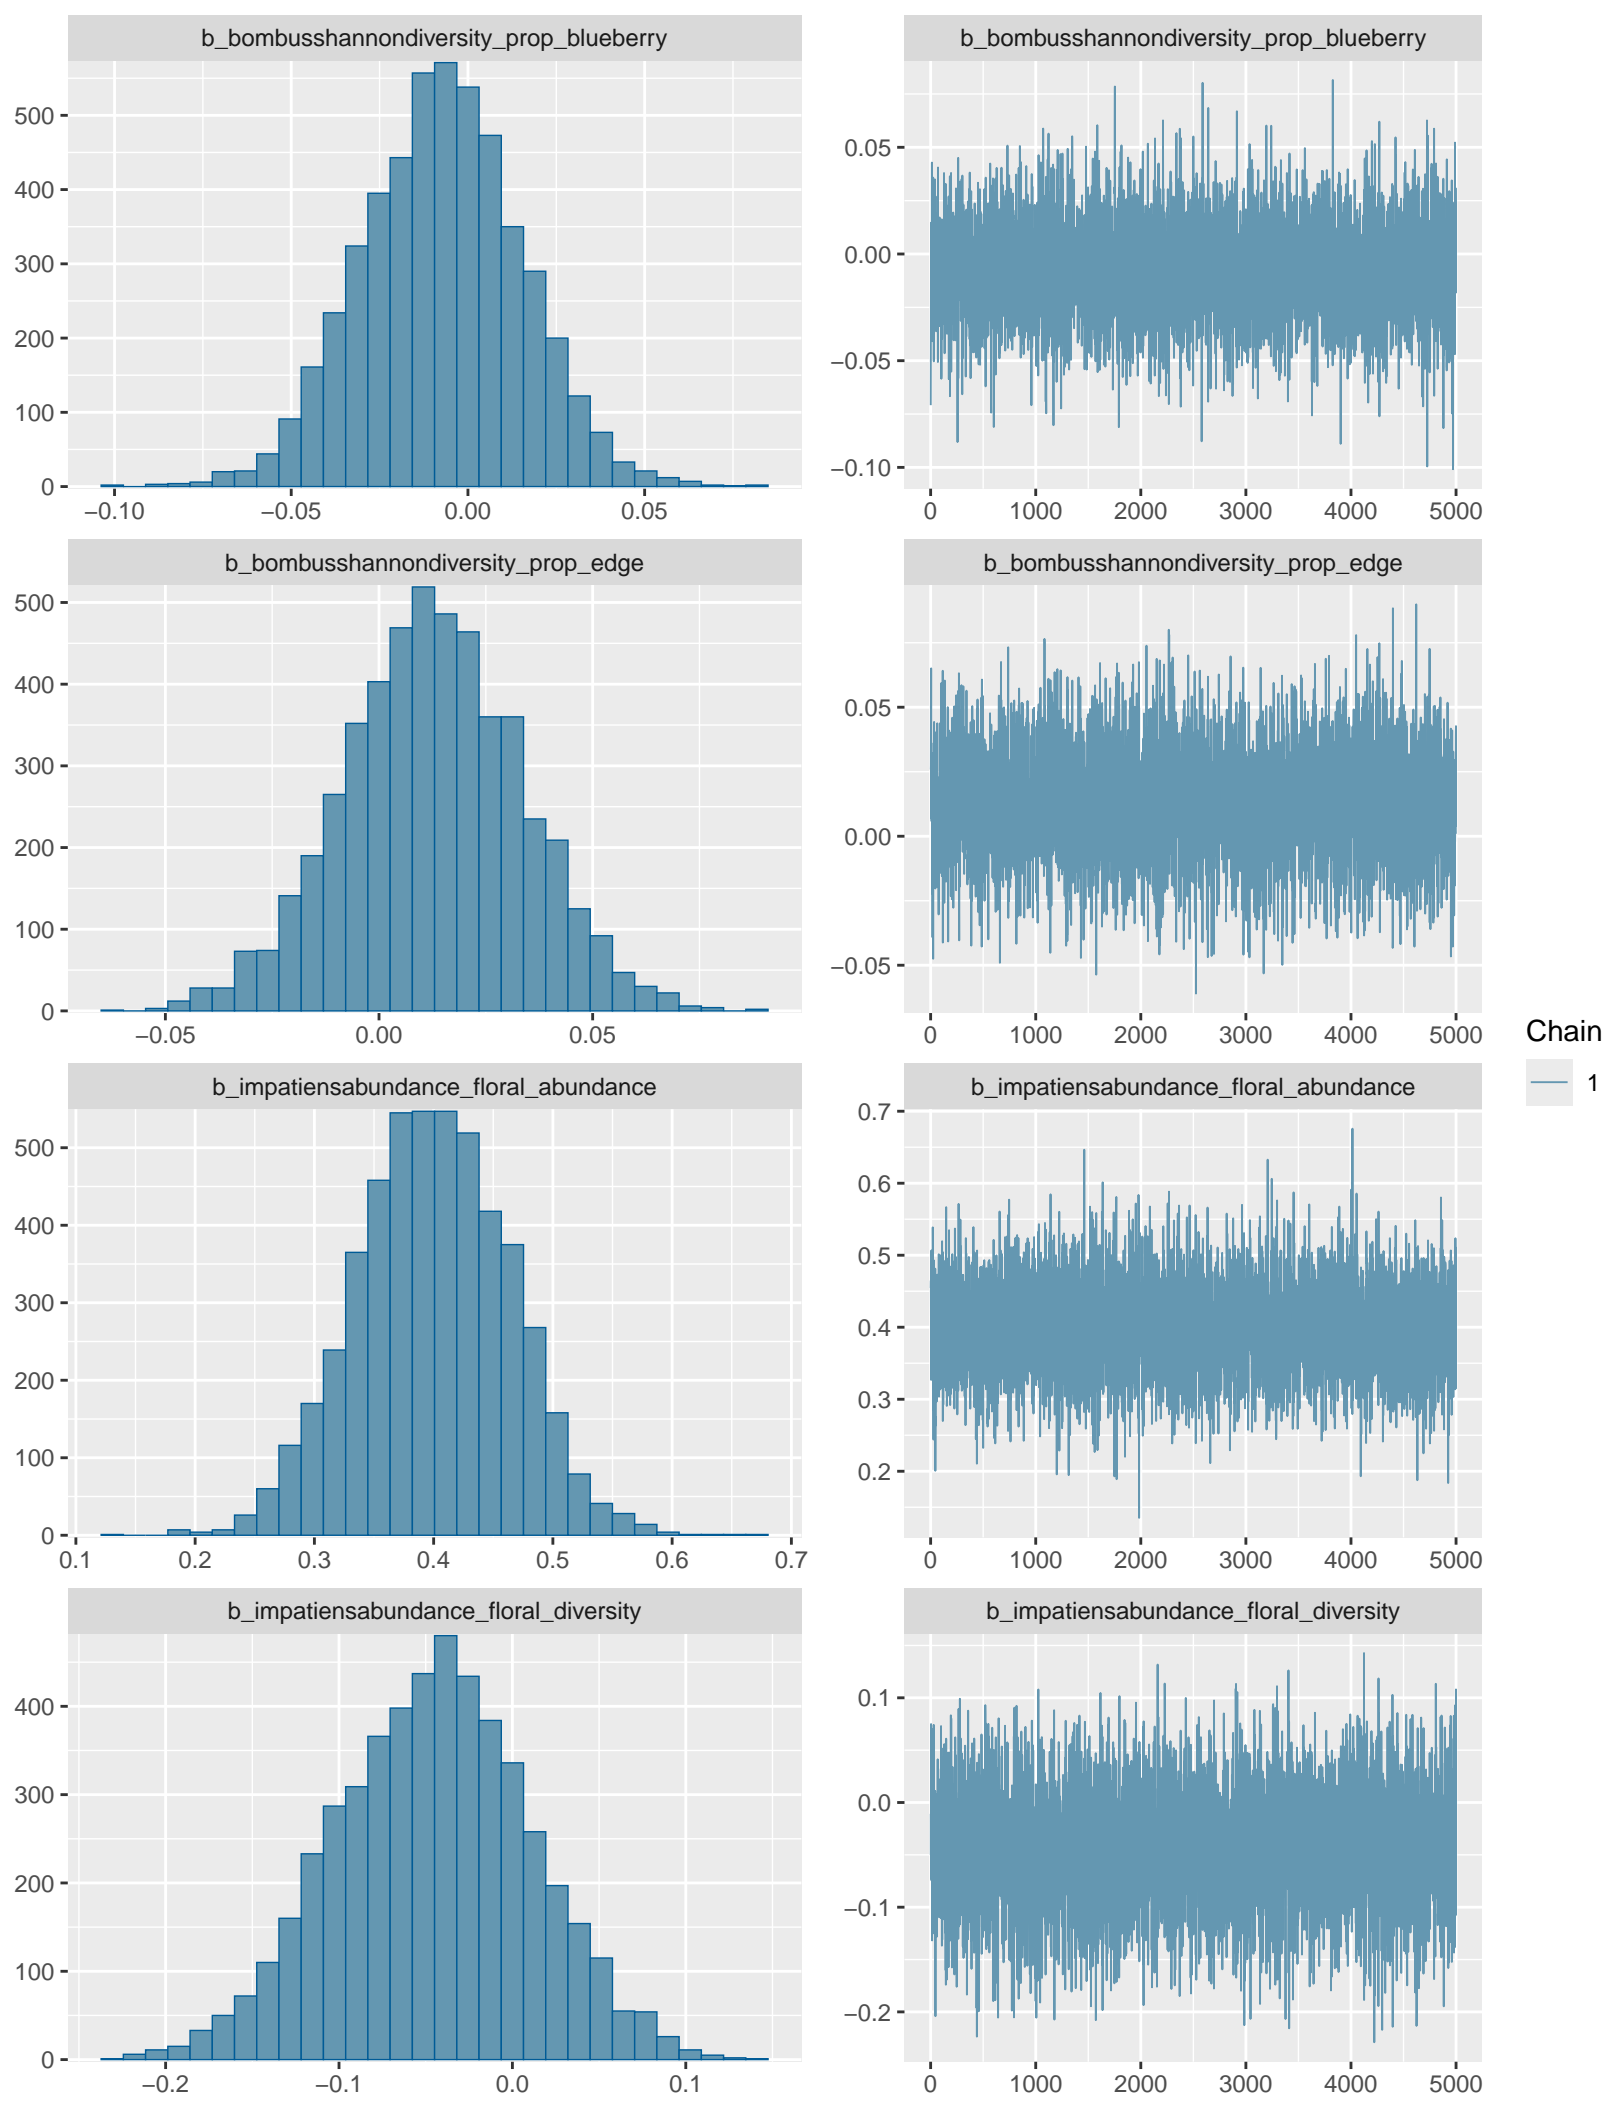 b_bombusshannondiversity_prop_blueberry
b_bombusshannondiversity_prop_blueberry
500
400
300
200
100
0
−0.10 −0.05 0.00 0.05
0.05
0.00
−0.05
−0.10
0 1000 2000 3000 4000 5000
b_bombusshannondiversity_prop_edge
b_bombusshannondiversity_prop_edge
500
400
300
200
100
0
−0.05 0.00 0.05
0.05
0.00
−0.05
0 1000 2000 3000 4000 5000
b_impatiensabundance_floral_abundance
b_impatiensabundance_floral_abundance
500
400
300
200
100
0
0.1 0.2 0.3 0.4 0.5 0.6 0.7
0.7
0.6
0.5
0.4
0.3
0.2
0 1000 2000 3000 4000 5000
b_impatiensabundance_floral_diversity
b_impatiensabundance_floral_diversity
400
300
200
100
0
−0.2 −0.1 0.0 0.1
0.1
0.0
−0.1
−0.2
0 1000 2000 3000 4000 5000
Chain
1